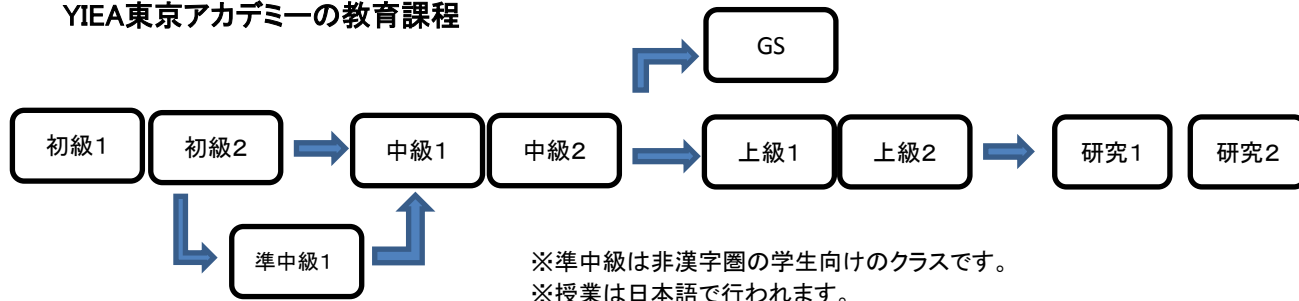 YIEA東京アカデミーの教育課程
GS
初級1
初級2
中級1
中級2
上級1
上級2
研究1
研究2
準中級1
※準中級は非漢字圏の学生向けのクラスです。
※授業は日本語で行われます。